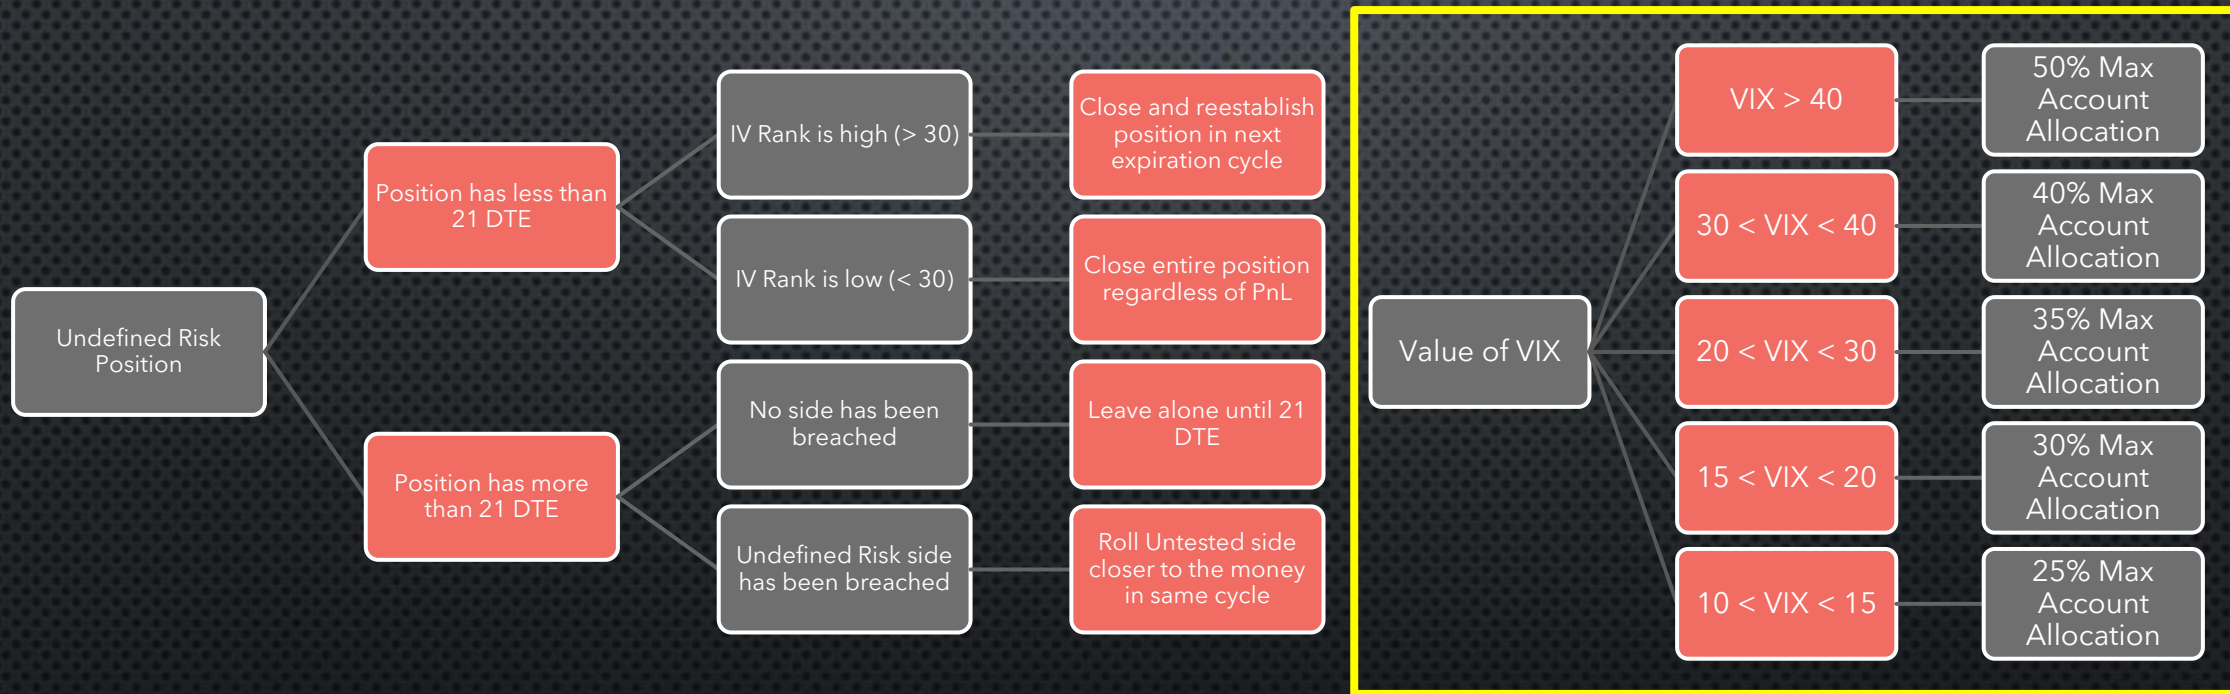 Undefined Risk
Position
Position has less than
21 DTE
Position has more
than 21 DTE
IV Rank is high (> 30)
IV Rank is low (< 30)
No side has been
breached
Undefined Risk side
has been breached
Close and reestablish
position in next
expiration cycle
Close entire position
regardless of PnL
Leave alone until 21
DTE
Roll Untested side
closer to the money
in same cycle
Value of VIX
VIX > 40
30 < VIX < 40
20 < VIX < 30
15 < VIX < 20
10 < VIX < 15
50% Max
Account
Allocation
40% Max
Account
Allocation
35% Max
Account
Allocation
30% Max
Account
Allocation
25% Max
Account
Allocation